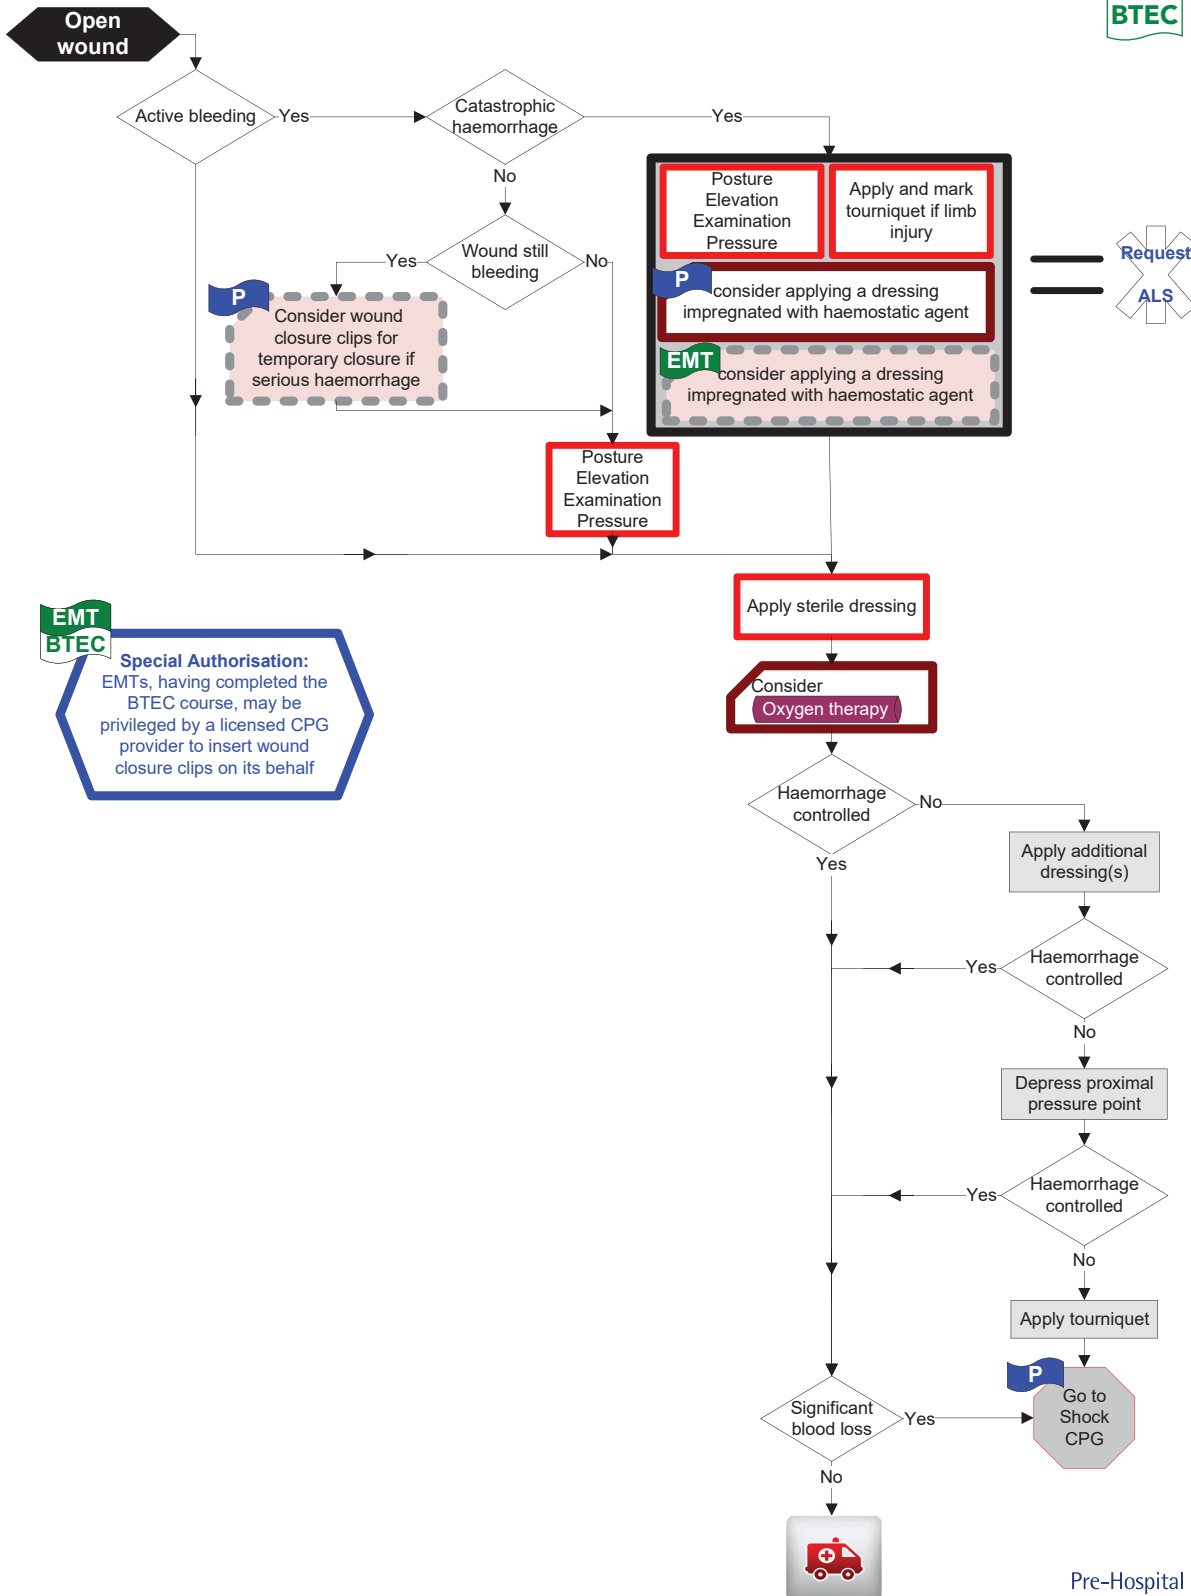 BTEC
Open
wound
Active bleeding
Yes
Catastrophic
haemorrhage
Yes
No
Posture
Elevation
Examination
Pressure
Apply and mark
tourniquet if limb
injury
P
consider applying a dressing
impregnated with haemostatic agent
EMT
consider applying a dressing
impregnated with haemostatic agent
Request
ALS
Wound still
bleeding
Yes
No
P
Consider wound
closure clips for
temporary closure if
serious haemorrhage
Posture
Elevation
Examination
Pressure
Apply sterile dressing
EMT
BTEC
Special Authorisation:
EMTs, having completed the
BTEC course, may be
privileged by a licensed CPG
provider to insert wound
closure clips on its behalf
Consider
Oxygen therapy
Haemorrhage
controlled
No
Yes
Apply additional
dressing(s)
Haemorrhage
controlled
Yes
No
Depress proximal
pressure point
Haemorrhage
controlled
Yes
No
Apply tourniquet
P
Go to
Shock
CPG
Significant
blood loss
Yes
No
Pre-Hospital